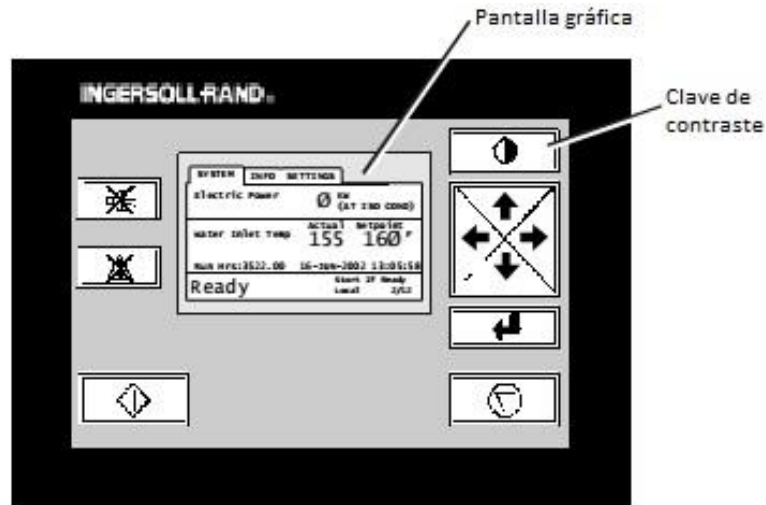 Pantalla gráfica
INGERSOLL-RAND®
Clave de
contraste
SYSTEM INFO SETTINGS
Electric Power Ø KW
(AT ISO COND)
Actual Setpoint
Water Inlet Temp 155 160 F
Run Hrs:3522.00 16-JUN-2002 13:05:58
Ready Start If Ready
Local 2/12